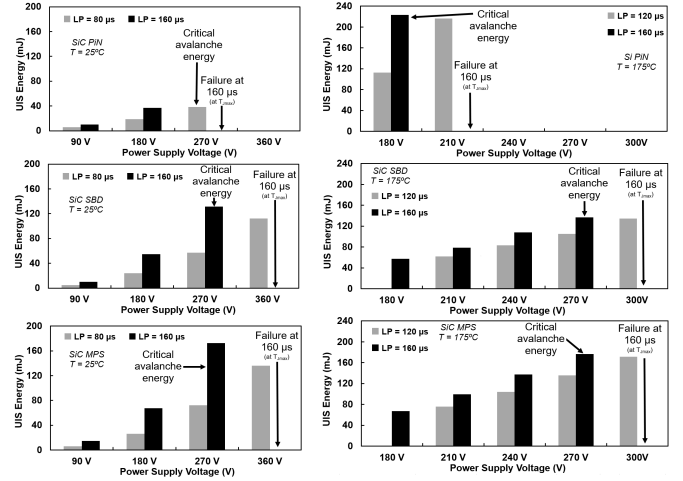 200
160
120
80
40
0
UIS Energy (mJ)
LP = 80 µs LP = 160 µs
SiC PiN
T = 25ºC
Critical
avalanche
energy
Failure at
160 µs
(at TJmax)
90 V 180 V 270 V 360 V
Power Supply Voltage (V)
240
200
160
120
80
40
0
UIS Energy (mJ)
Critical
avalanche
energy
Failure at
160 µs
(at TJmax)
LP = 120 µs
LP = 160 µs
Si PiN
T = 175ºC
180 V 210 V 240 V 270 V 300V
Power Supply Voltage (V)
200
160
120
80
40
0
UIS Energy (mJ)
LP = 80 µs LP = 160 µs
SiC SBD
T = 25ºC
Critical
avalanche
energy
Failure at
160 µs
(at TJmax)
90 V 180 V 270 V 360 V
Power Supply Voltage (V)
240
200
160
120
80
40
0
UIS Energy (mJ)
SiC SBD
T = 175ºC
LP = 120 µs
LP = 160 µs
Critical
avalanche
energy
Failure at
160 µs
(at TJmax)
180 V 210 V 240 V 270 V 300V
Power Supply Voltage (V)
200
160
120
80
40
0
UIS Energy (mJ)
LP = 80 µs LP = 160 µs
SiC MPS
T = 25ºC
Critical
avalanche
energy
Failure at
160 µs
(at TJmax)
90 V 180 V 270 V 360 V
Power Supply Voltage (V)
240
200
160
120
80
40
0
UIS Energy (mJ)
LP = 120 µs
LP = 160 µs
SiC MPS
T = 175ºC
Critical
avalanche
energy
Failure at
160 µs
(at TJmax)
180 V 210 V 240 V 270 V 300V
Power Supply Voltage (V)